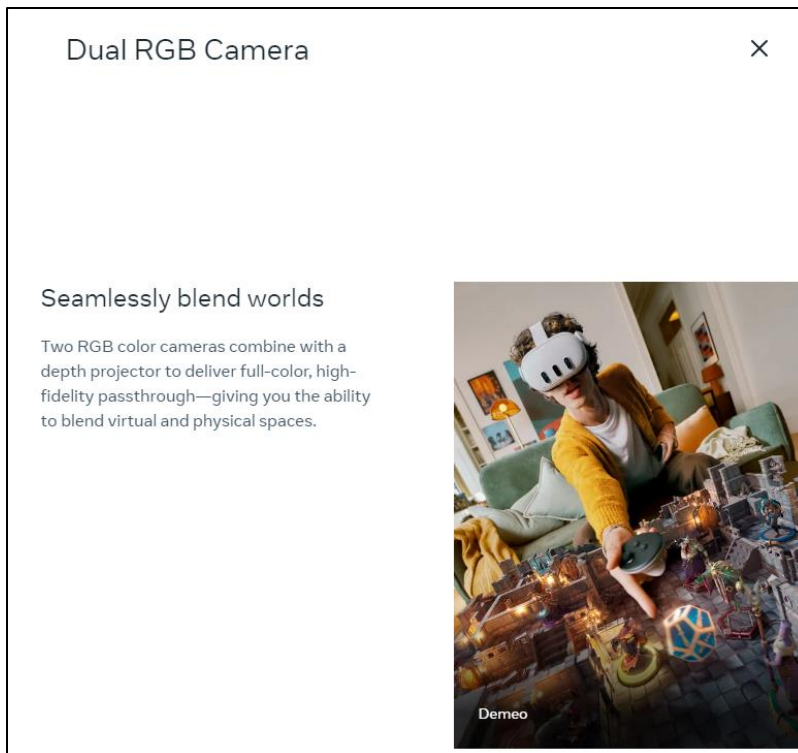 Dual RGB Camera
Seamlessly blend worlds
Two RGB color cameras combine with a
depth projector to deliver full-color, high-
fidelity passthrough—giving you the ability
to blend virtual and physical spaces.
Demeo